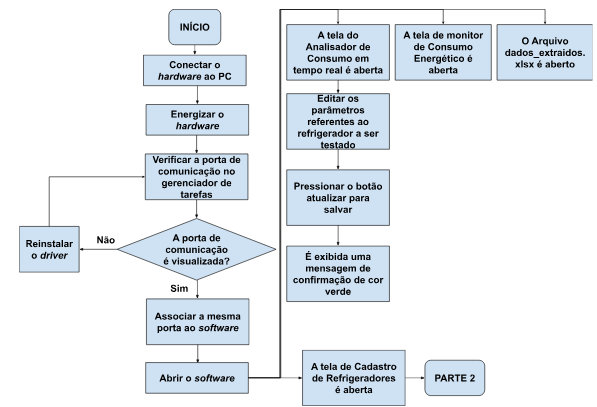 INÍCIO
Conectar o
hardware ao PC
Energizar o
hardware
Verificar a porta de
comunicação no
gerenciador de
tarefas
A porta de
comunicação
é visualizada?
Não
Reinstalar
o driver
Sim
Associar a mesma
porta ao software
Abrir o software
A tela do
Analisador de
Consumo em
tempo real é aberta
Editar os
parâmetros
referentes ao
refrigerador a ser
testado
Pressionar o botão
atualizar para
salvar
É exibida uma
mensagem de
confirmação de cor
verde
A tela de monitor
de Consumo
Energético é
aberta
O Arquivo
dados_extraidos.
xlsx é aberto
A tela de Cadastro
de Refrigeradores
é aberta
PARTE 2